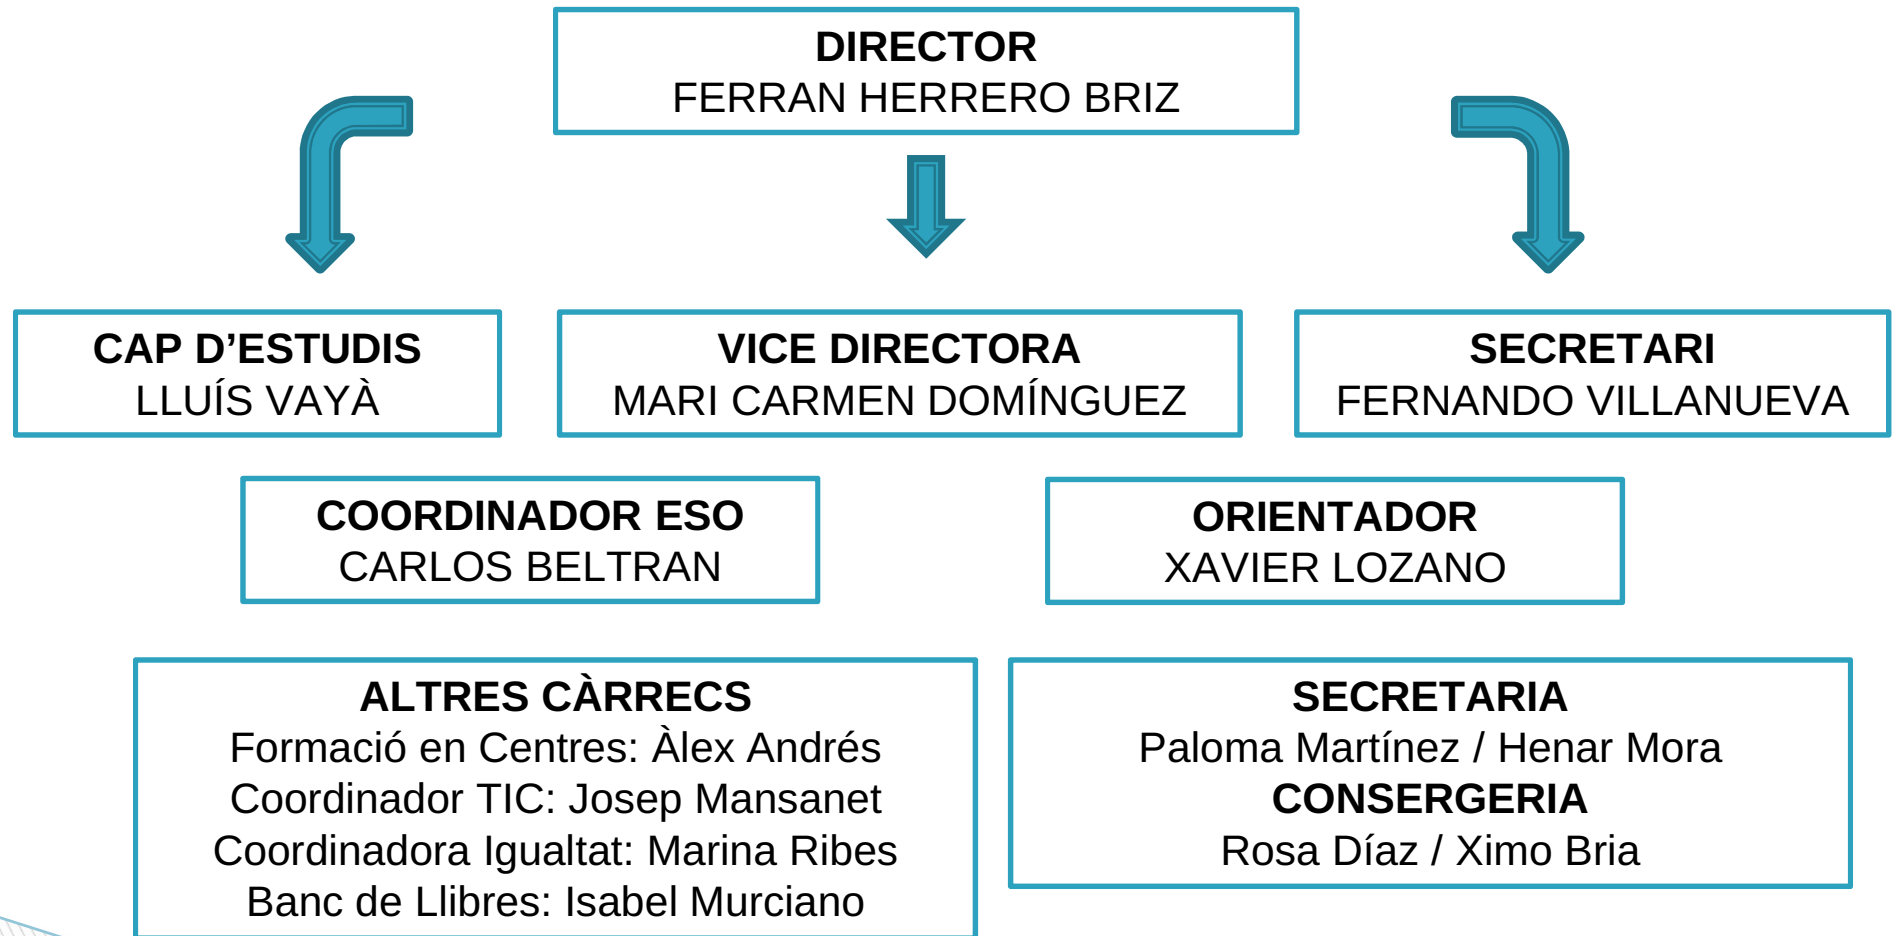 DIRECTOR
FERRAN HERRERO BRIZ
CAP D’ESTUDIS
LLUÍS VAYÀ
VICE DIRECTORA
MARI CARMEN DOMÍNGUEZ
SECRETARI
FERNANDO VILLANUEVA
COORDINADOR ESO
CARLOS BELTRAN
ORIENTADOR
XAVIER LOZANO
ALTRES CÀRRECS
Formació en Centres: Àlex Andrés
Coordinador TIC: Josep Mansanet
Coordinadora Igualtat: Marina Ribes
Banc de Llibres: Isabel Murciano
SECRETARIA
Paloma Martínez / Henar Mora
CONSERGERIA
Rosa Díaz / Ximo Bria